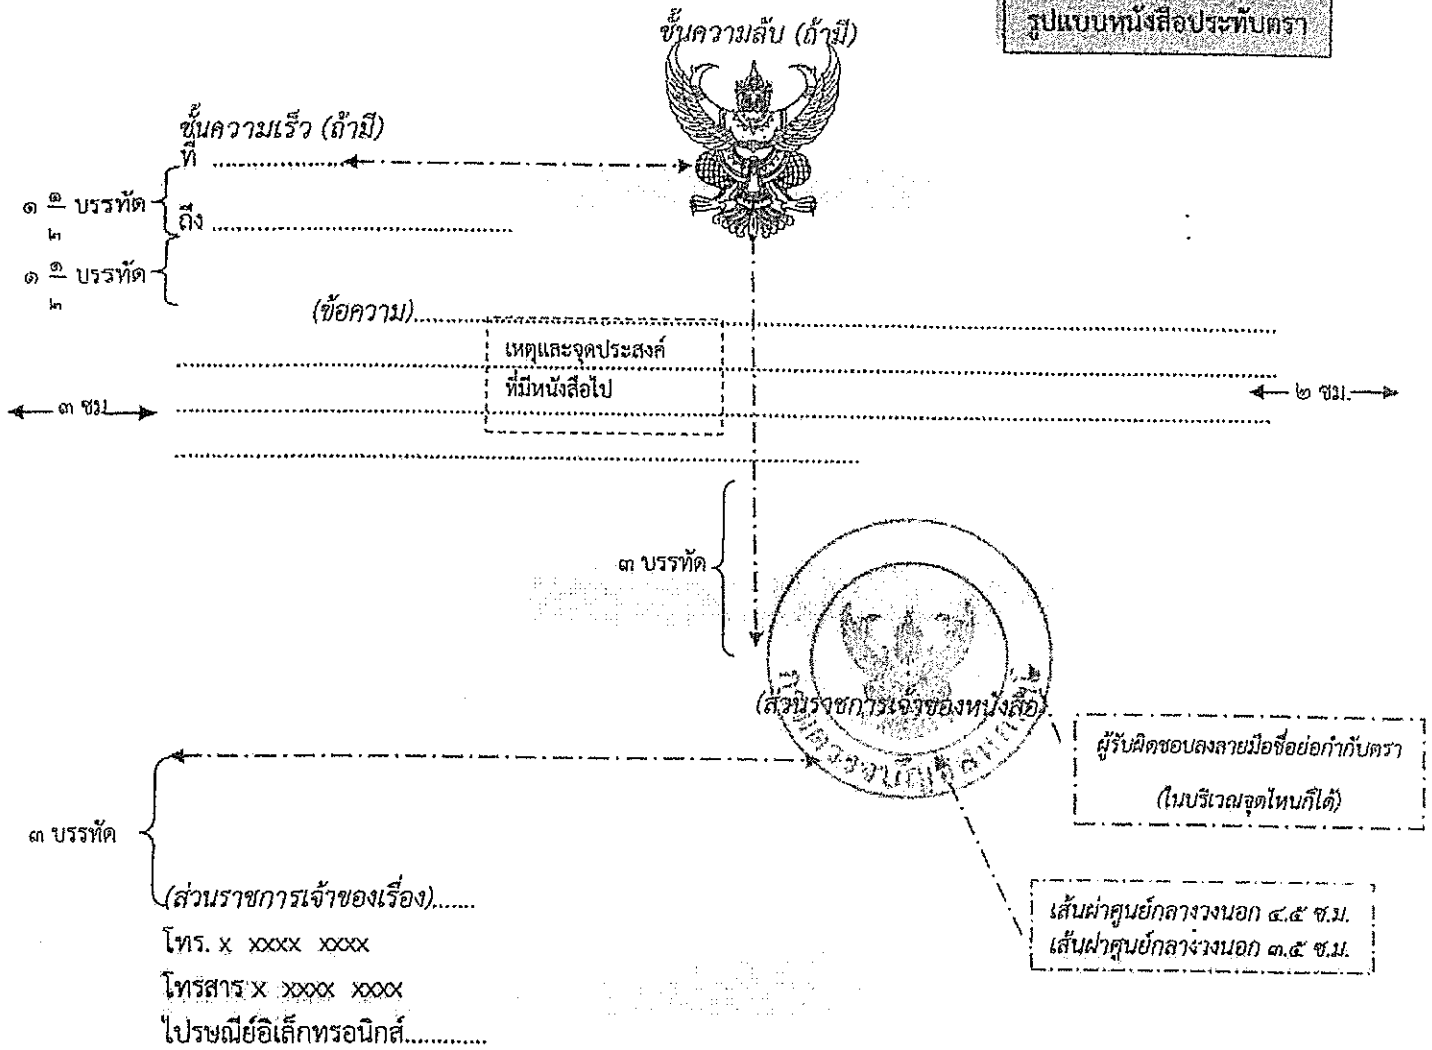 รูปแบบหนังสือประทับตรา
ชั้นความลับ (ถ้ามี)
ชั้นความเร็ว (ถ้ามี)
ที่ ....................
๑ ๑/๒ บรรทัด
ถึง ..................................................
๑ ๑/๒ บรรทัด
(ข้อความ)..................................................
เหตุและจุดประสงค์
ที่มีหนังสือไป
๓ ซม.
๒ ซม.
๓ บรรทัด
(ส่วนราชการเจ้าของหนังสือ)
ผู้รับผิดชอบลงลายมือชื่อย่อกำกับตรา
(ในบริเวณจุดไหนก็ได้)
๓ บรรทัด
(ส่วนราชการเจ้าของเรื่อง).......
เส้นผ่าศูนย์กลางวงนอก ๔.๕ ซ.ม.
เส้นผ่าศูนย์กลางวงนอก ๓.๕ ซ.ม.
โทร. x xxxx xxxx
โทรสาร x xxxx xxxx
ไปรษณีย์อิเล็กทรอนิกส์.............